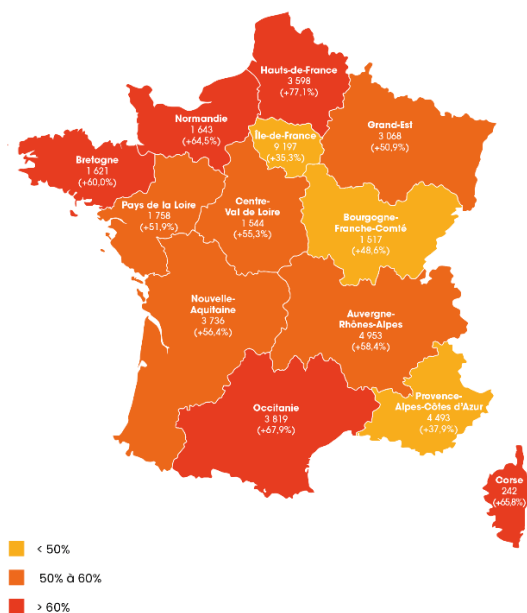 Hauts-de-France
3 598
(+77,1%)
Normandie
1 643
(+64,5%)
Île-de-France
9 197
(+35,3%)
Grand-Est
3 068
(+50,9%)
Bretagne
1 621
(+60,0%)
Pays de la Loire
1 758
(+51,9%)
Centre-
Val de Loire
1 544
(+55,3%)
Bourgogne-
Franche-Comté
1 517
(+48,6%)
Nouvelle-
Aquitaine
3 736
(+56,4%)
Auvergne-
Rhônes-Alpes
4 953
(+58,4%)
Occitanie
3 819
(+67,9%)
Provence-
Alpes-Côtes d'Azur
4 493
(+37,9%)
Corse
242
(+65,8%)
< 50%
50% à 60%
> 60%